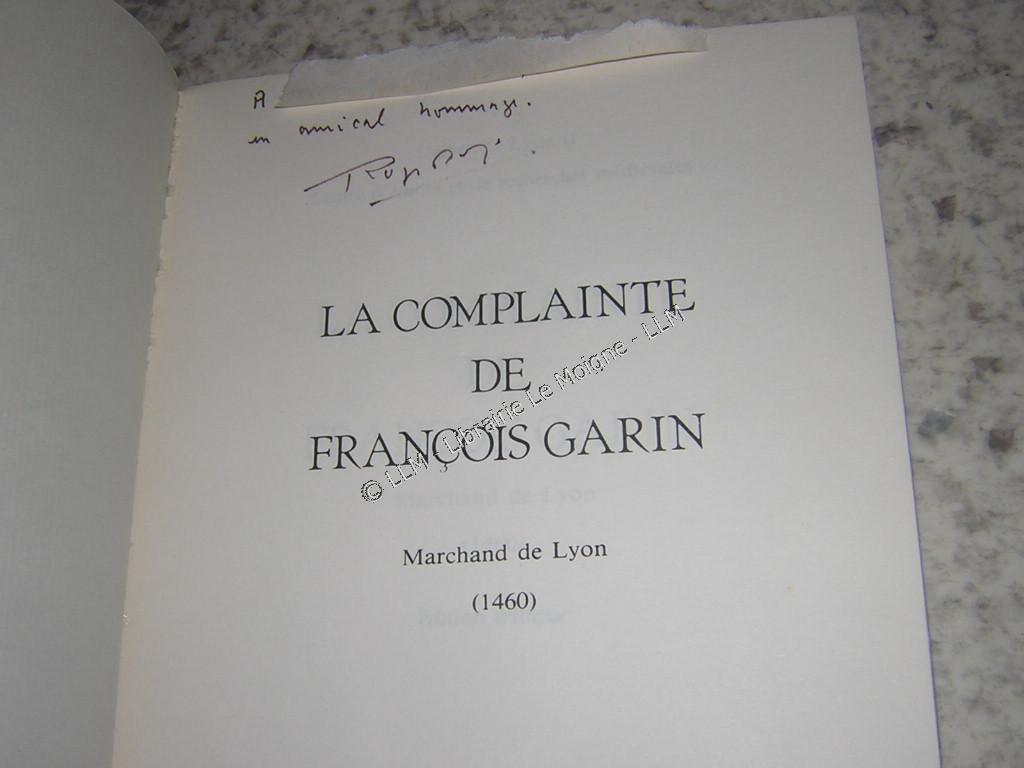 A
en amical hommage.
LA COMPLAINTE
DE
FRANÇOIS GARIN
Marchand de Lyon
(1460)
© LLM - Librairie Le Moigne - LLM